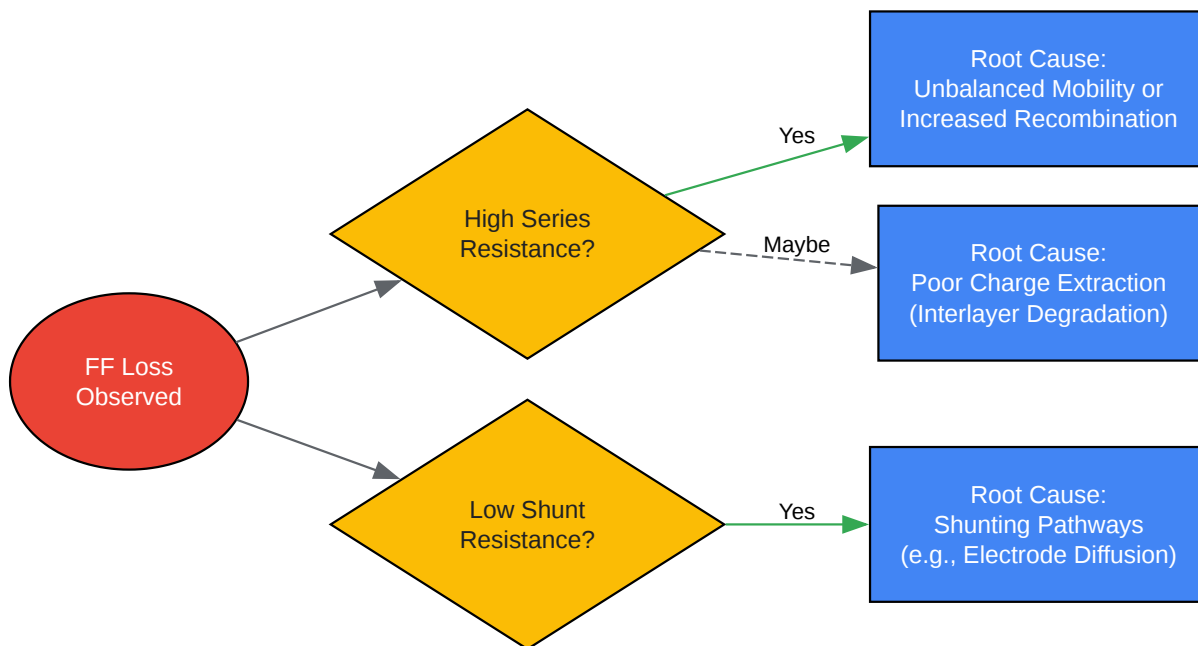 FF Loss
Observed
High Series
Resistance?
Low Shunt
Resistance?
Yes
Maybe
Yes
Root Cause:
Unbalanced Mobility or
Increased Recombination
Root Cause:
Poor Charge Extraction
(Interlayer Degradation)
Root Cause:
Shunting Pathways
(e.g., Electrode Diffusion)